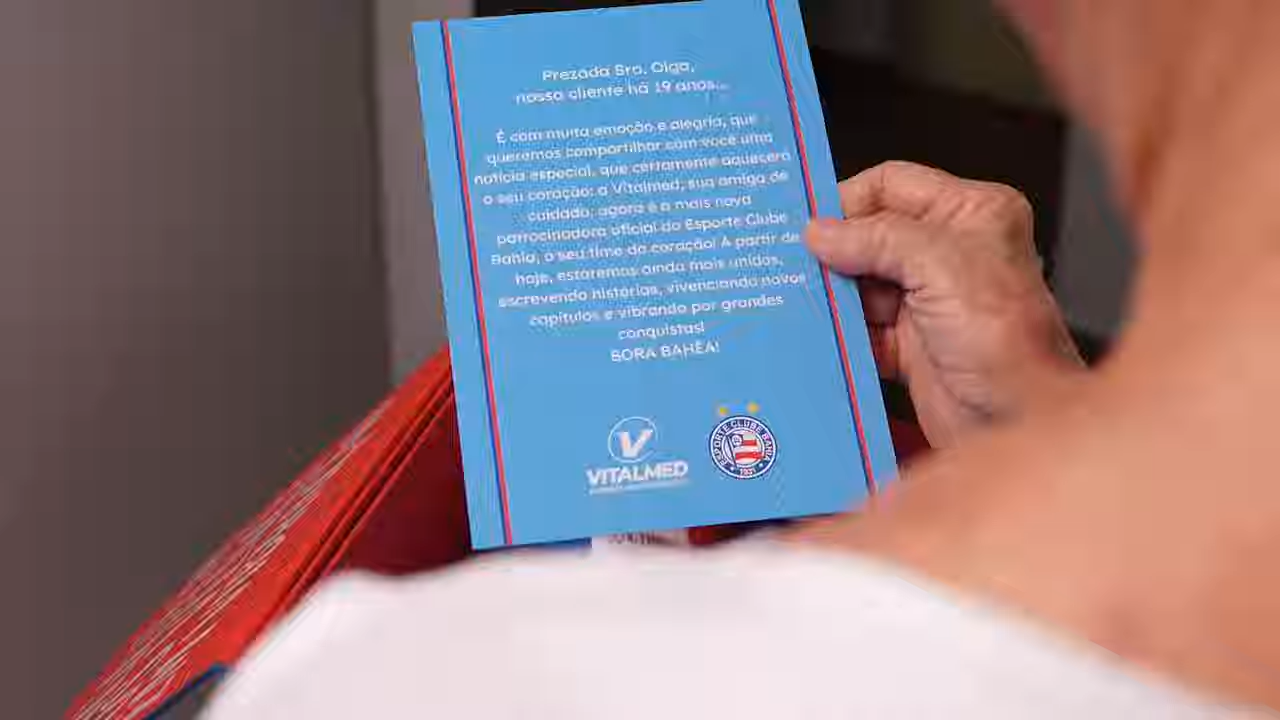 Prezada Sra. Olga,
nossa cliente há 19 anos...
É com muita emoção e alegria, que
queremos compartilhar com você uma
notícia especial, que certamente aquecerá
o seu coração: a Vitalmed, sua amiga de
cuidado, agora é a mais nova
patrocinadora oficial do Esporte Clube
Bahia, o seu time do coração! A partir de
hoje, estaremos ainda mais unidos,
escrevendo histórias, vivenciando novos
capítulos e vibrando por grandes
conquistas!
BORA BAHÊA!
VITALMED
ESPORTE CLUBE BAHIA
1931